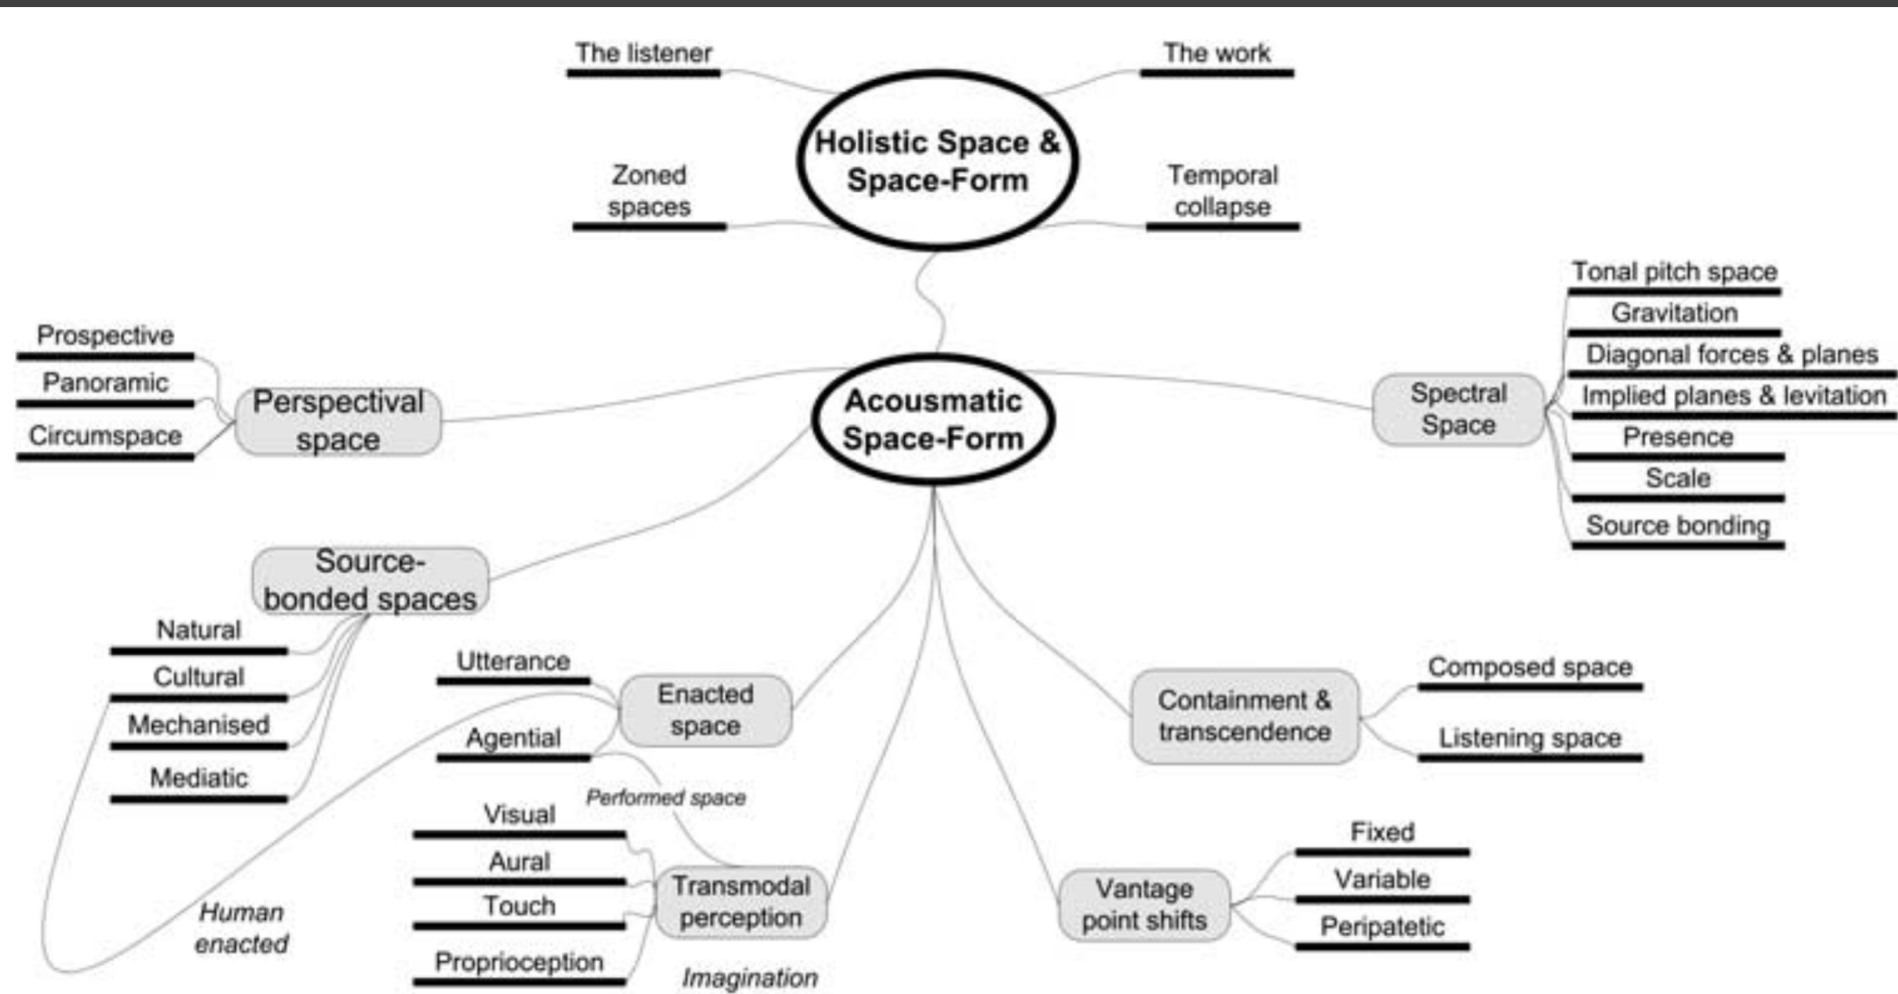 The listener
The work
Holistic Space &
Space-Form
Zoned
spaces
Temporal
collapse
Acousmatic
Space-Form
Perspectival
space
Prospective
Panoramic
Circumspace
Spectral
Space
Tonal pitch space
Gravitation
Diagonal forces & planes
Implied planes & levitation
Presence
Scale
Source bonding
Source-
bonded spaces
Natural
Cultural
Mechanised
Mediatic
Enacted
space
Utterance
Agential
Performed space
Human
enacted
Transmodal
perception
Visual
Aural
Touch
Proprioception
Imagination
Containment &
transcendence
Composed space
Listening space
Vantage
point shifts
Fixed
Variable
Peripatetic